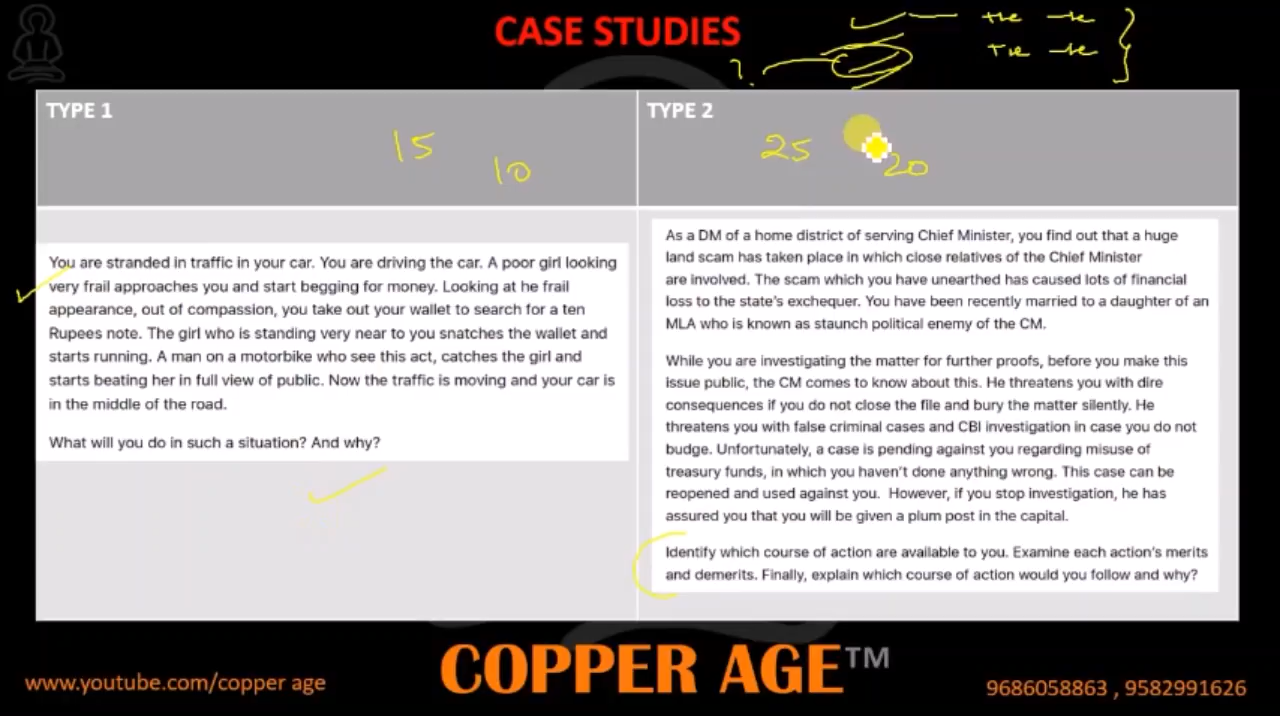 CASE STUDIES
+ve -ve
+ve -ve
?
TYPE 1
15
10
You are stranded in traffic in your car. You are driving the car. A poor girl looking
very frail approaches you and start begging for money. Looking at he frail
appearance, out of compassion, you take out your wallet to search for a ten
Rupees note. The girl who is standing very near to you snatches the wallet and
starts running. A man on a motorbike who see this act, catches the girl and
starts beating her in full view of public. Now the traffic is moving and your car is
in the middle of the road.
What will you do in such a situation? And why?
TYPE 2
25
20
As a DM of a home district of serving Chief Minister, you find out that a huge
land scam has taken place in which close relatives of the Chief Minister
are involved. The scam which you have unearthed has caused lots of financial
loss to the state's exchequer. You have been recently married to a daughter of an
MLA who is known as staunch political enemy of the CM.
While you are investigating the matter for further proofs, before you make this
issue public, the CM comes to know about this. He threatens you with dire
consequences if you do not close the file and bury the matter silently. He
threatens you with false criminal cases and CBI investigation in case you do not
budge. Unfortunately, a case is pending against you regarding misuse of
treasury funds, in which you haven't done anything wrong. This case can be
reopened and used against you. However, if you stop investigation, he has
assured you that you will be given a plum post in the capital.
Identify which course of action are available to you. Examine each action's merits
and demerits. Finally, explain which course of action would you follow and why?
COPPER AGE™
www.youtube.com/copper age
9686058863 , 9582991626